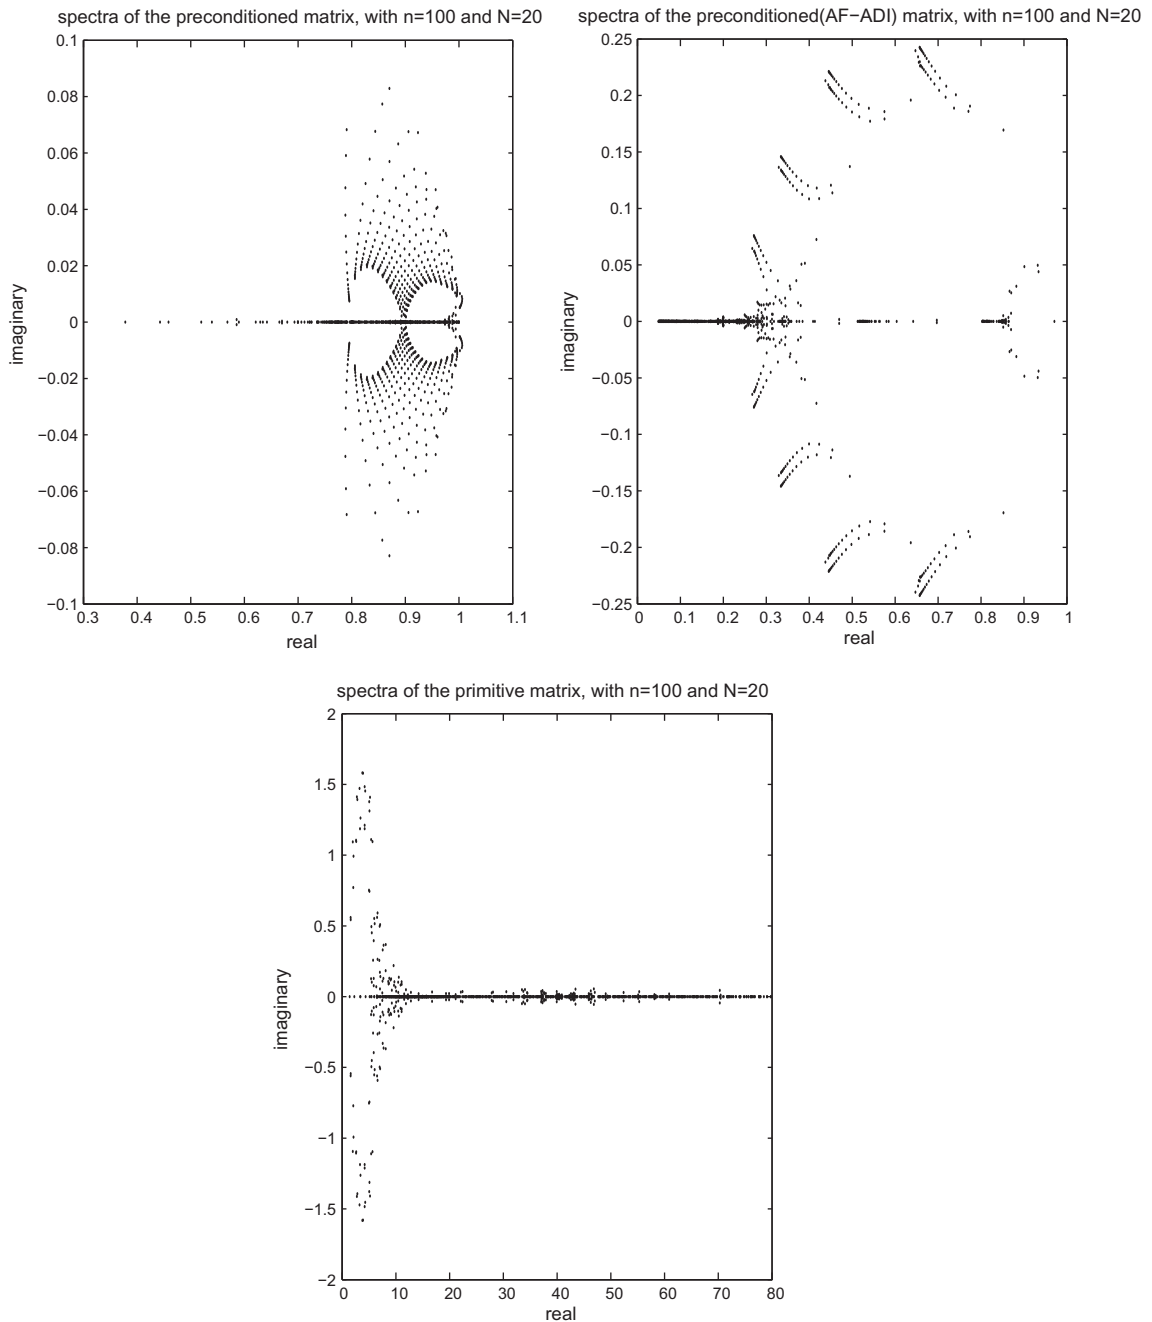 spectra of the preconditioned matrix, with n=100 and N=20
0.1
0.08
0.06
0.04
0.02
0
−0.02
−0.04
−0.06
−0.08
−0.1
imaginary
0.3 0.4 0.5 0.6 0.7 0.8 0.9 1 1.1
real
spectra of the preconditioned(AF−ADI) matrix, with n=100 and N=20
0.25
0.2
0.15
0.1
0.05
0
−0.05
−0.1
−0.15
−0.2
−0.25
imaginary
0 0.1 0.2 0.3 0.4 0.5 0.6 0.7 0.8 0.9 1
real
spectra of the primitive matrix, with n=100 and N=20
2
1.5
1
0.5
0
−0.5
−1
−1.5
−2
imaginary
0 10 20 30 40 50 60 70 80
real